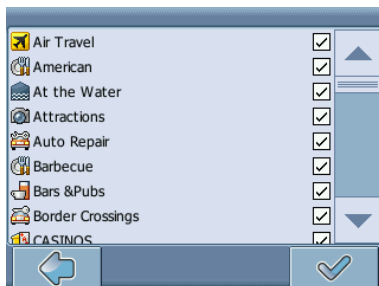 Air Travel
American
At the Water
Attractions
Auto Repair
Barbecue
Bars &Pubs
Border Crossings
CASINOS